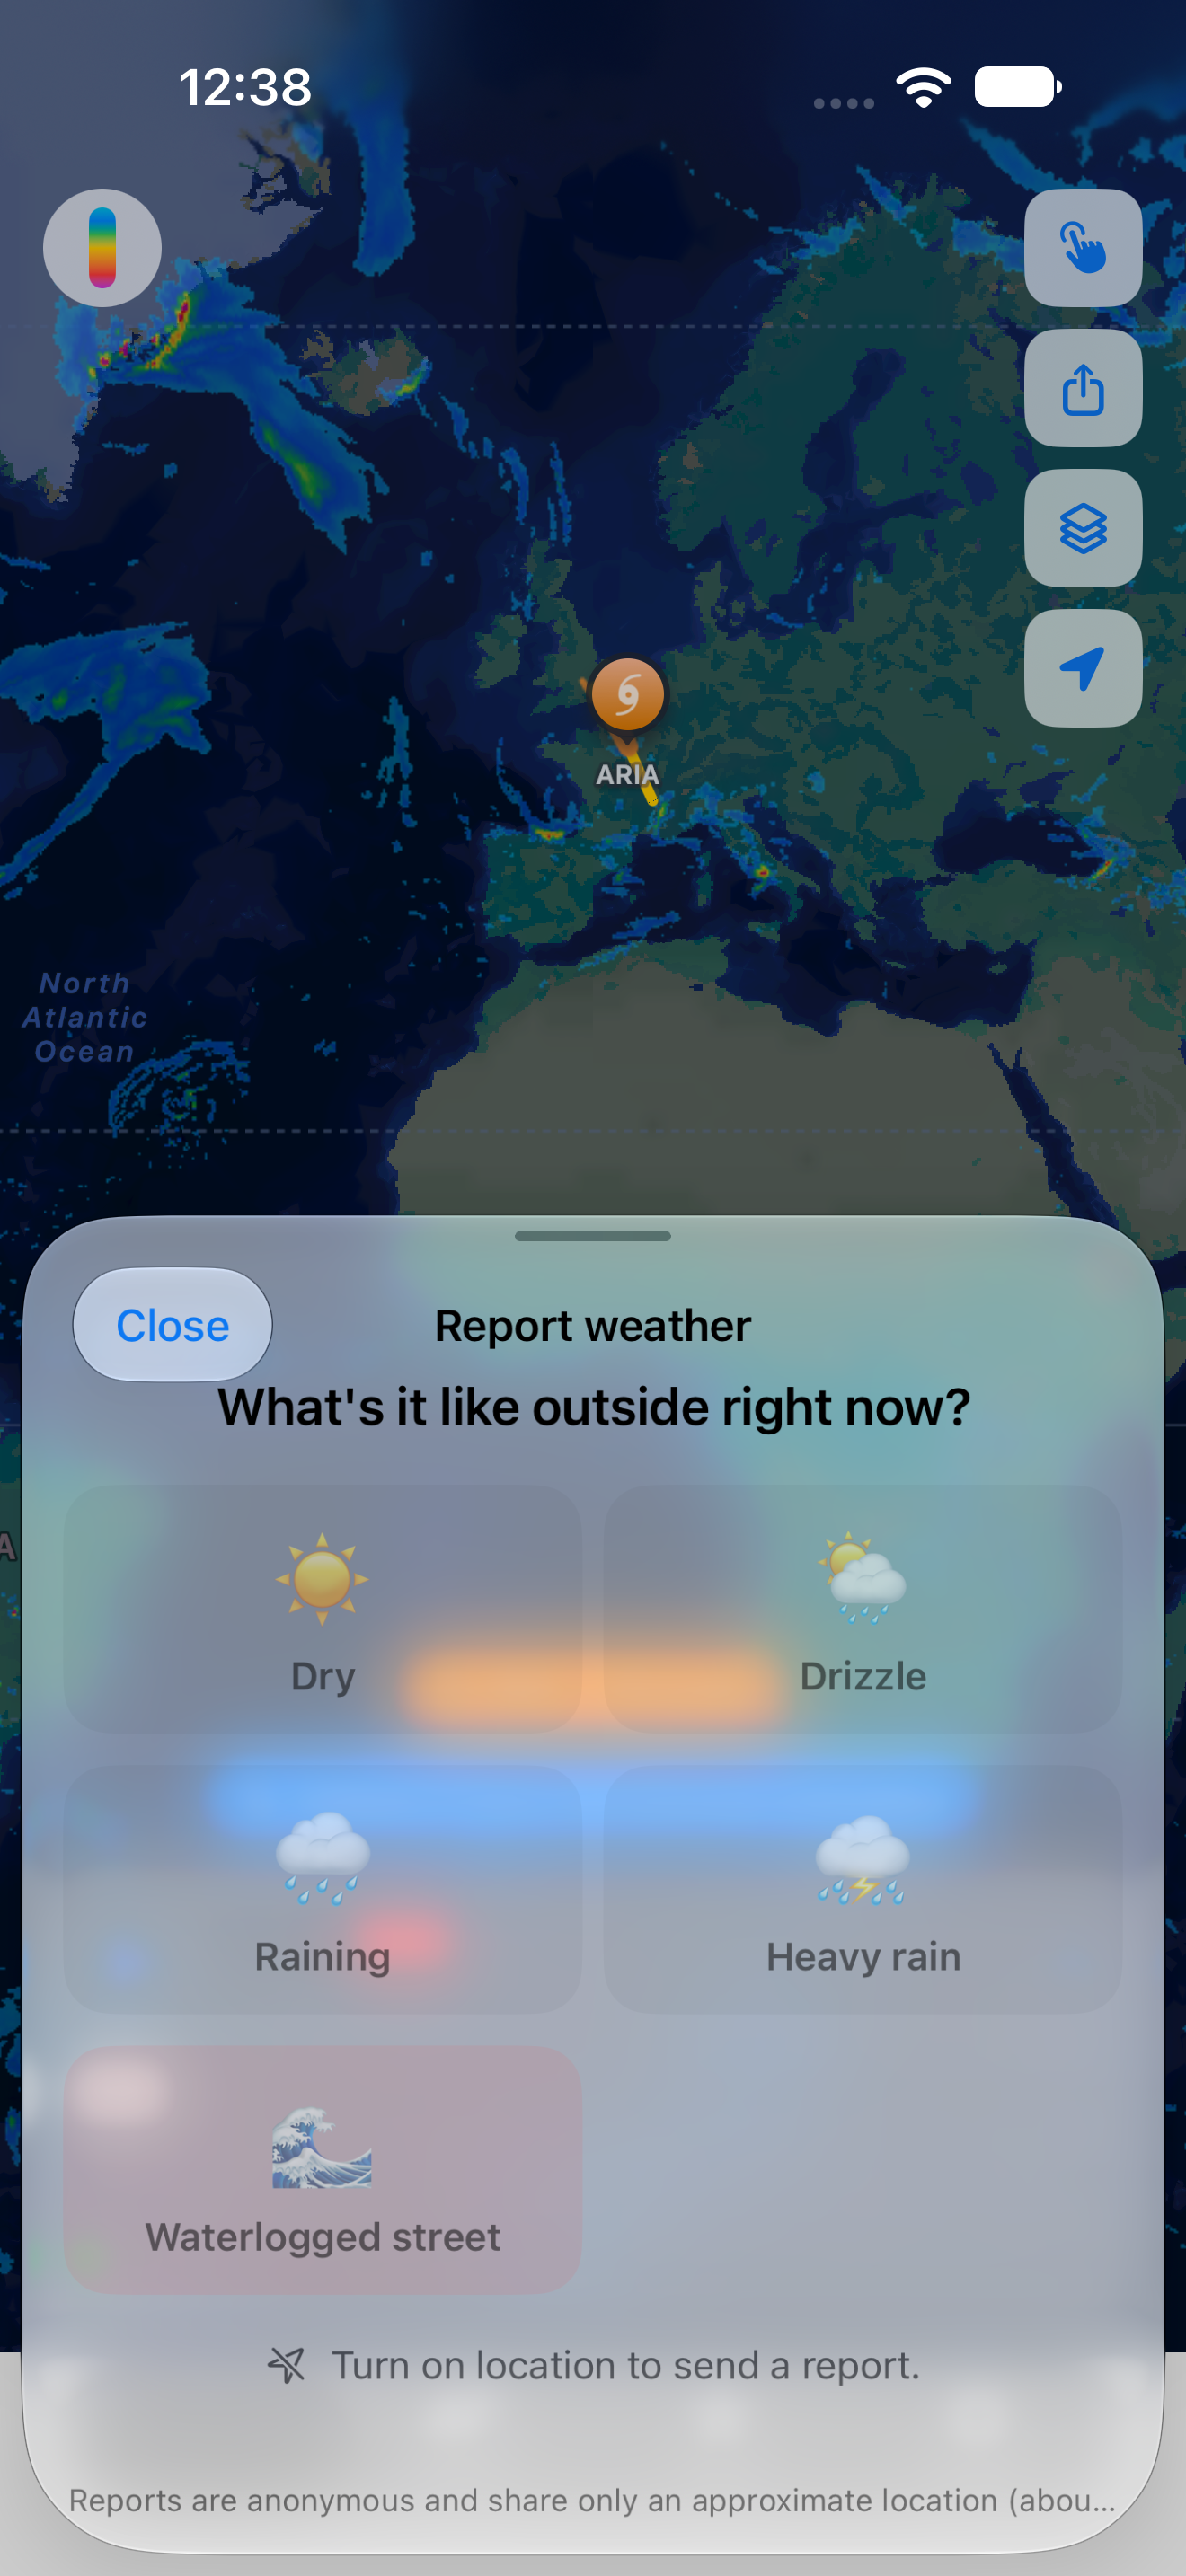 12:38
ARIA
North
Atlantic
Ocean
Close
Report weather
What's it like outside right now?
A
Dry
Drizzle
Raining
Heavy rain
Waterlogged street
Turn on location to send a report.
Reports are anonymous and share only an approximate location (abou...